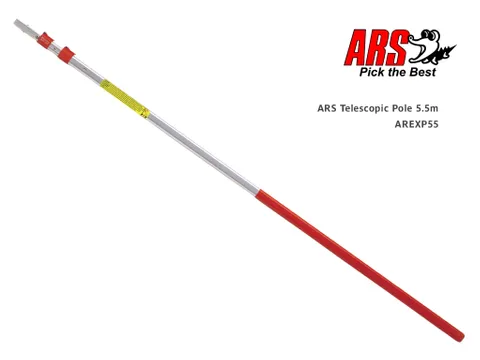 ARS
Pick the Best
ARS Telescopic Pole 5.5m
AREXP55